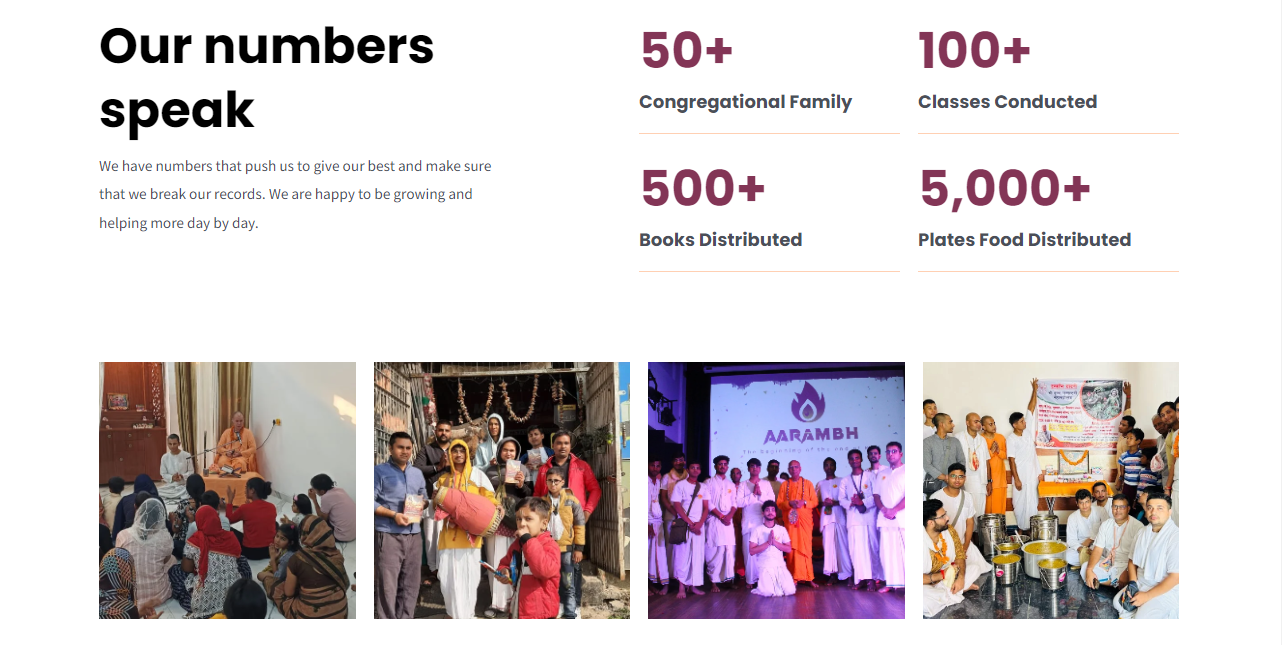 Our numbers
speak
We have numbers that push us to give our best and make sure
that we break our records. We are happy to be growing and
helping more day by day.
50+
Congregational Family
100+
Classes Conducted
500+
Books Distributed
5,000+
Plates Food Distributed
AARAMBH
The beginning of the